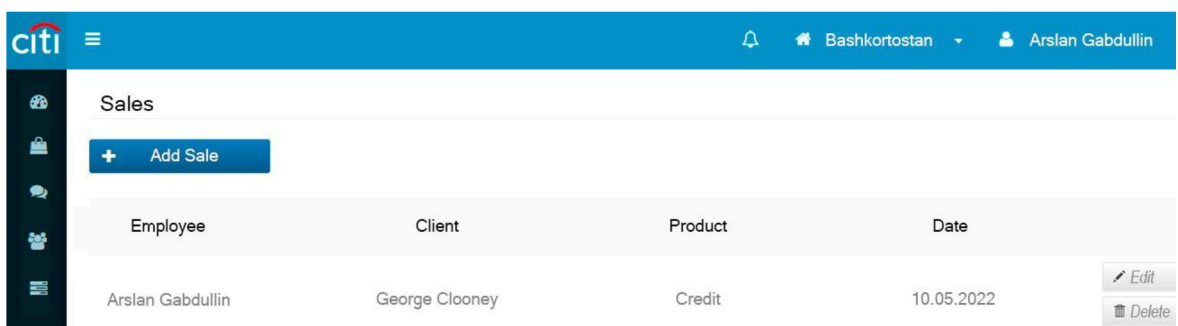 citi Bashkortostan Arslan Gabdullin
Sales
+ Add Sale
Employee Client Product Date
Arslan Gabdullin George Clooney Credit 10.05.2022 Edit
Delete